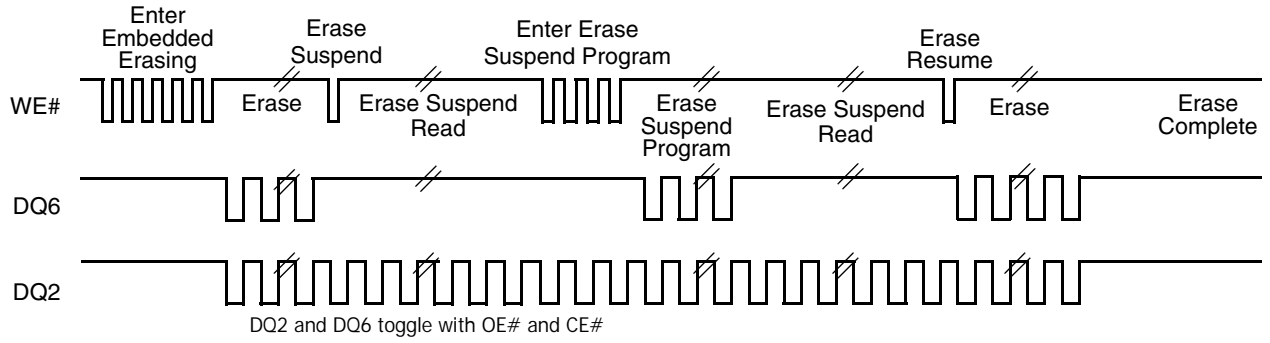 Enter
Embedded
Erasing
Erase
Suspend
Enter Erase
Suspend Program
Erase
Resume
WE#
Erase
Erase Suspend
Read
Erase
Suspend
Program
Erase Suspend
Read
Erase
Erase
Complete
DQ6
DQ2
DQ2 and DQ6 toggle with OE# and CE#